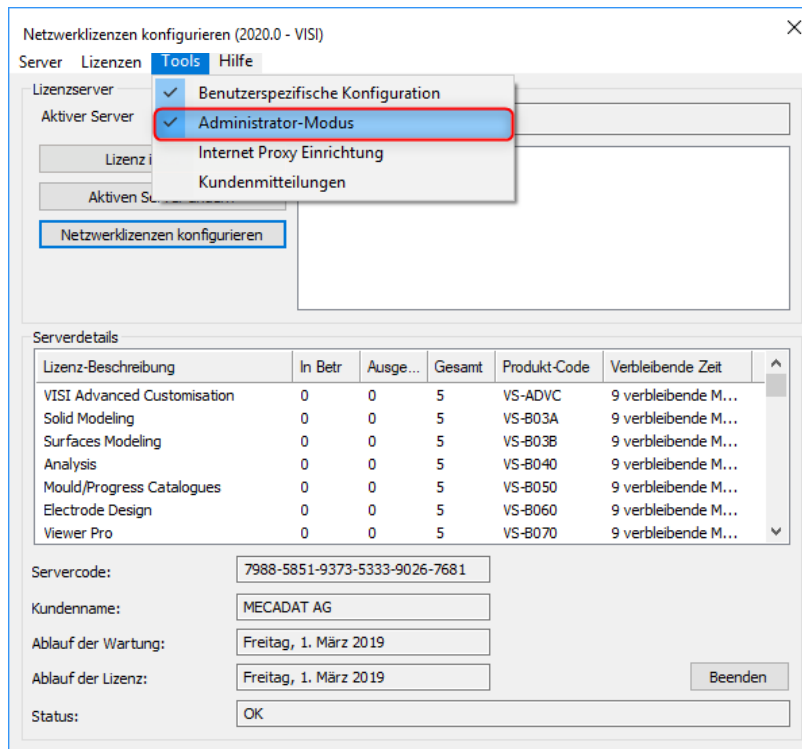 Netzwerklizenzen konfigurieren (2020.0 - VISI)
Server Lizenzen Tools Hilfe
Lizenzserver
Benutzerspezifische Konfiguration
Aktiver Server
Administrator-Modus
Internet Proxy Einrichtung
Lizenz i
Kundenmitteilungen
Aktiven
Netzwerklizenzen konfigurieren
Serverdetails
Lizenz-Beschreibung In Betr Ausge... Gesamt Produkt-Code Verbleibende Zeit
VISI Advanced Customisation 0 0 5 VS-ADVC 9 verbleibende M...
Solid Modeling 0 0 5 VS-B03A 9 verbleibende M...
Surfaces Modeling 0 0 5 VS-B03B 9 verbleibende M...
Analysis 0 0 5 VS-B040 9 verbleibende M...
Mould/Progress Catalogues 0 0 5 VS-B050 9 verbleibende M...
Electrode Design 0 0 5 VS-B060 9 verbleibende M...
Viewer Pro 0 0 5 VS-B070 9 verbleibende M...
Servercode: 7988-5851-9373-5333-9026-7681
Kundenname: MECADAT AG
Ablauf der Wartung: Freitag, 1. März 2019
Ablauf der Lizenz: Freitag, 1. März 2019
Beenden
Status: OK